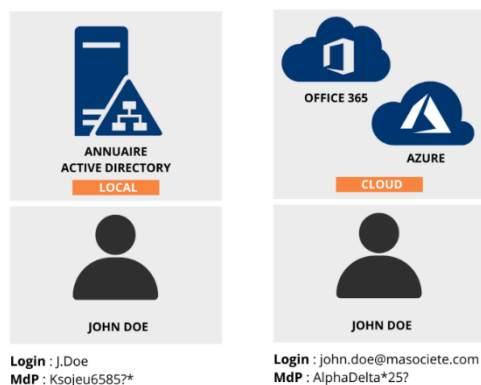 ANNUAIRE
ACTIVE DIRECTORY
LOCAL
JOHN DOE
Login : J.Doe
MdP : Ksojeu6585?*
OFFICE 365
AZURE
CLOUD
JOHN DOE
Login : john.doe@masociete.com
MdP : AlphaDelta*25?